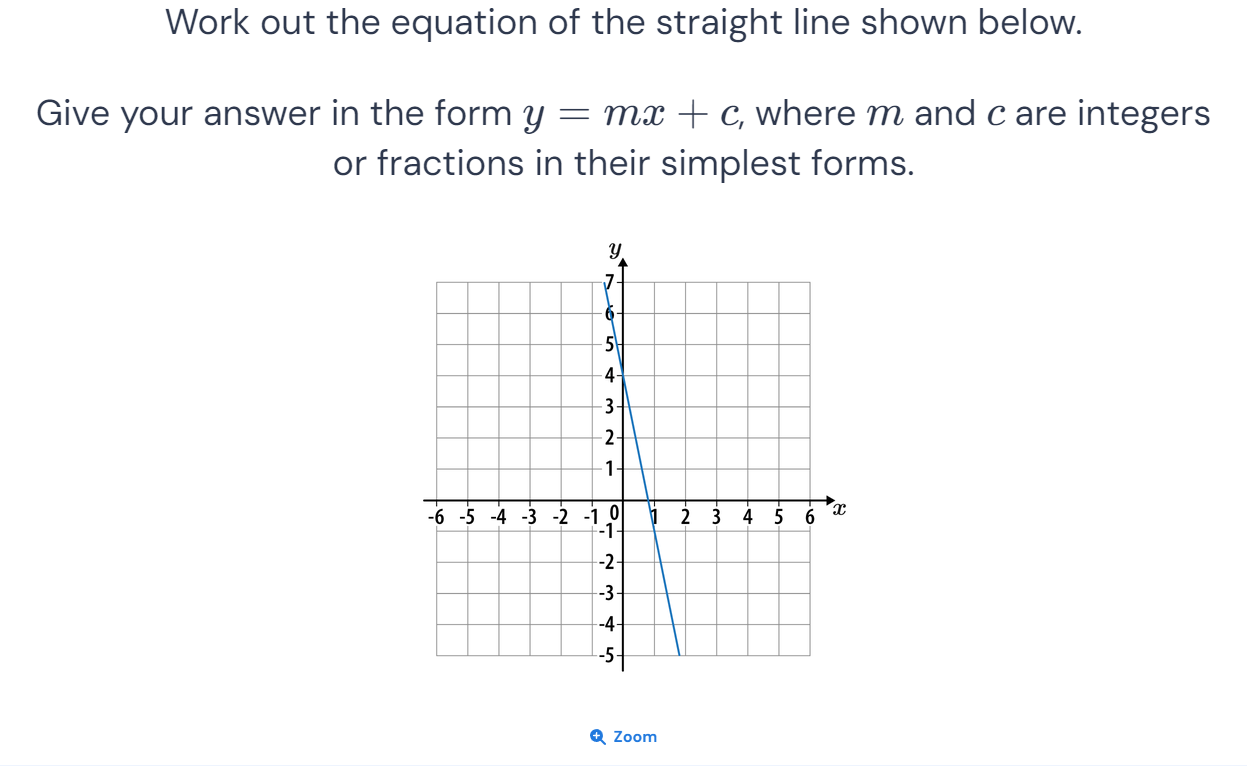 Work out the equation of the straight line shown below.
Give your answer in the form y = mx + c, where m and c are integers
or fractions in their simplest forms.
y
7
6
5
4
3
2
1
-6 -5 -4 -3 -2 -1 0 1 2 3 4 5 6 x
-1
-2
-3
-4
-5
Zoom